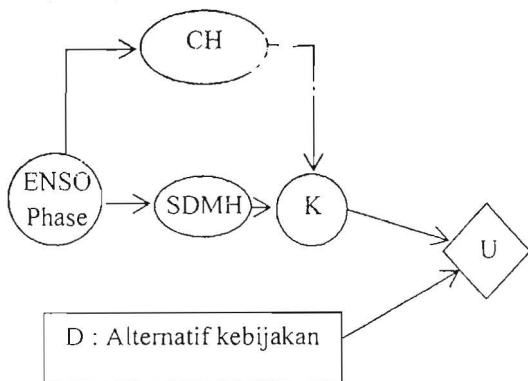 CH
ENSO
Phase
SDMH
K
U
D : Alternatif kebijakan